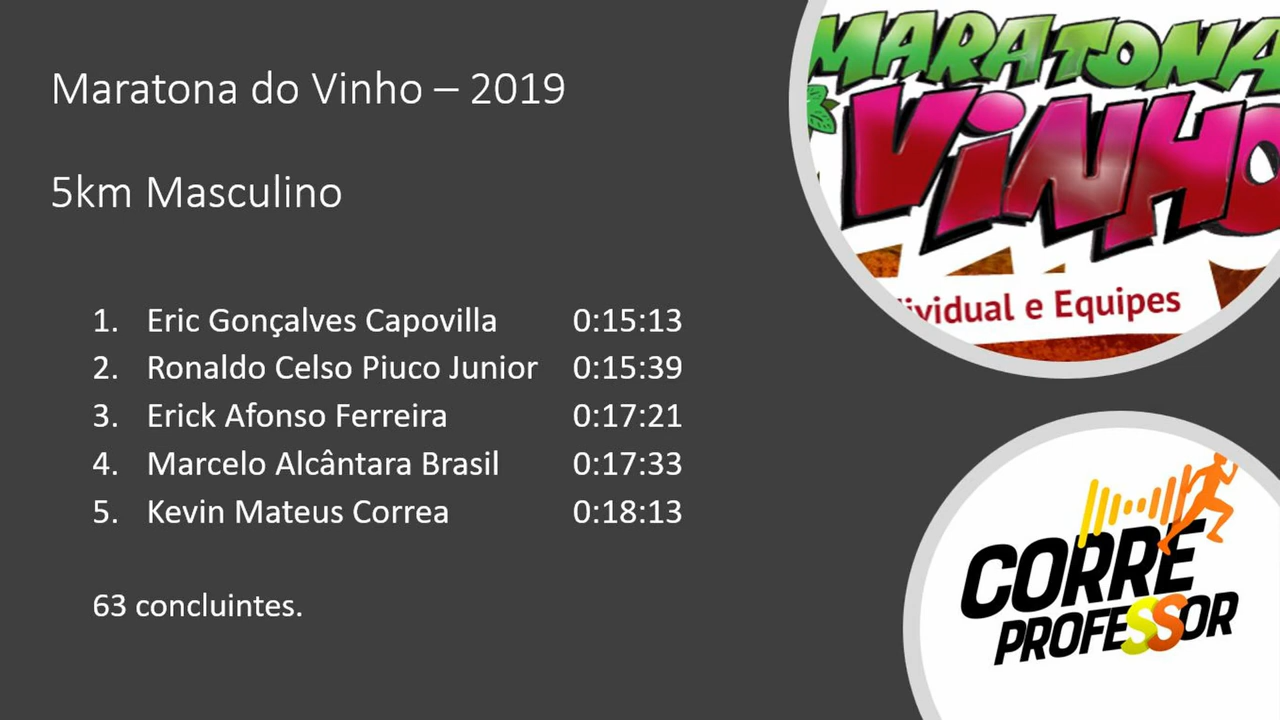 Maratona do Vinho – 2019
5km Masculino
1. Eric Gonçalves Capovilla 0:15:13
2. Ronaldo Celso Piuco Junior 0:15:39
3. Erick Afonso Ferreira 0:17:21
4. Marcelo Alcântara Brasil 0:17:33
5. Kevin Mateus Correa 0:18:13
63 concluintes.
MARATONA
ViNHO
ividual e Equipes
CORRE
PROFESSOR